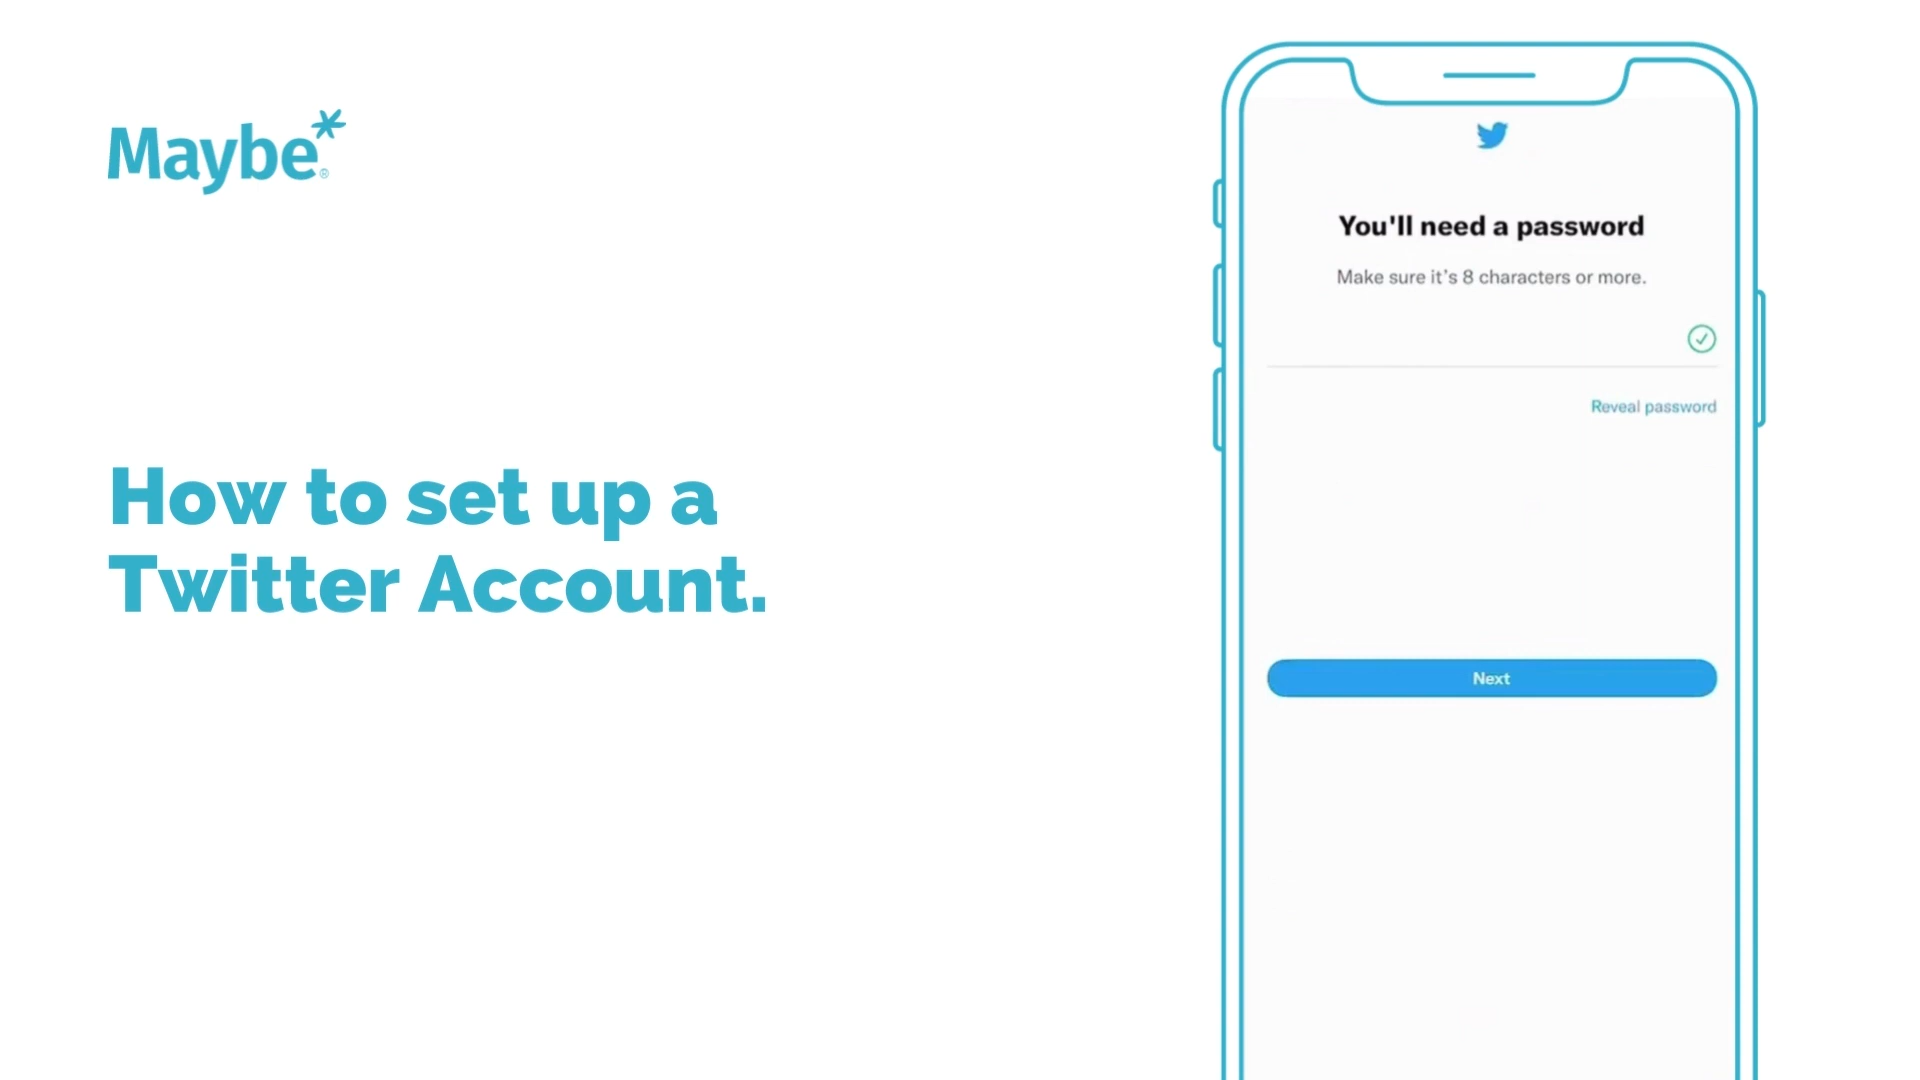 Maybe*®
How to set up a
Twitter Account.
You'll need a password
Make sure it's 8 characters or more.
Reveal password
Next